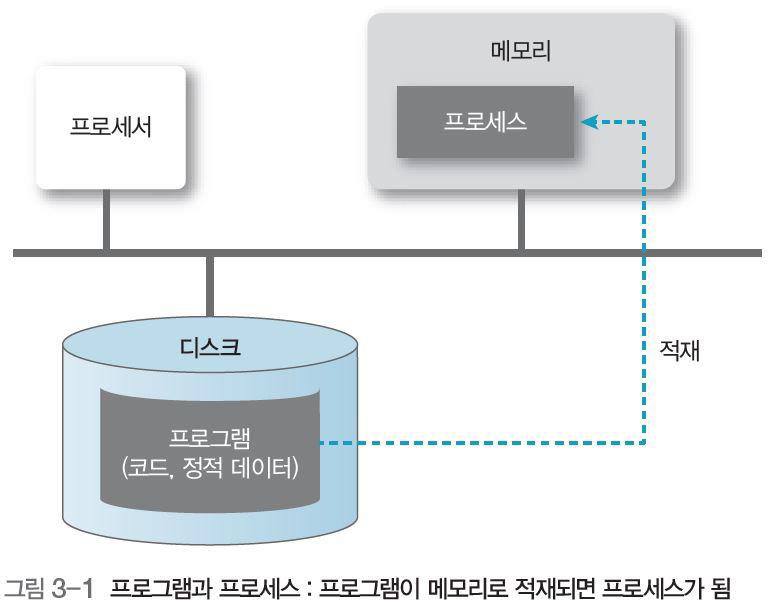 메모리
프로세서
프로세스
디스크
적재
프로그램
(코드, 정적 데이터)
그림 3-1 프로그램과 프로세스 : 프로그램이 메모리로 적재되면 프로세스가 됨